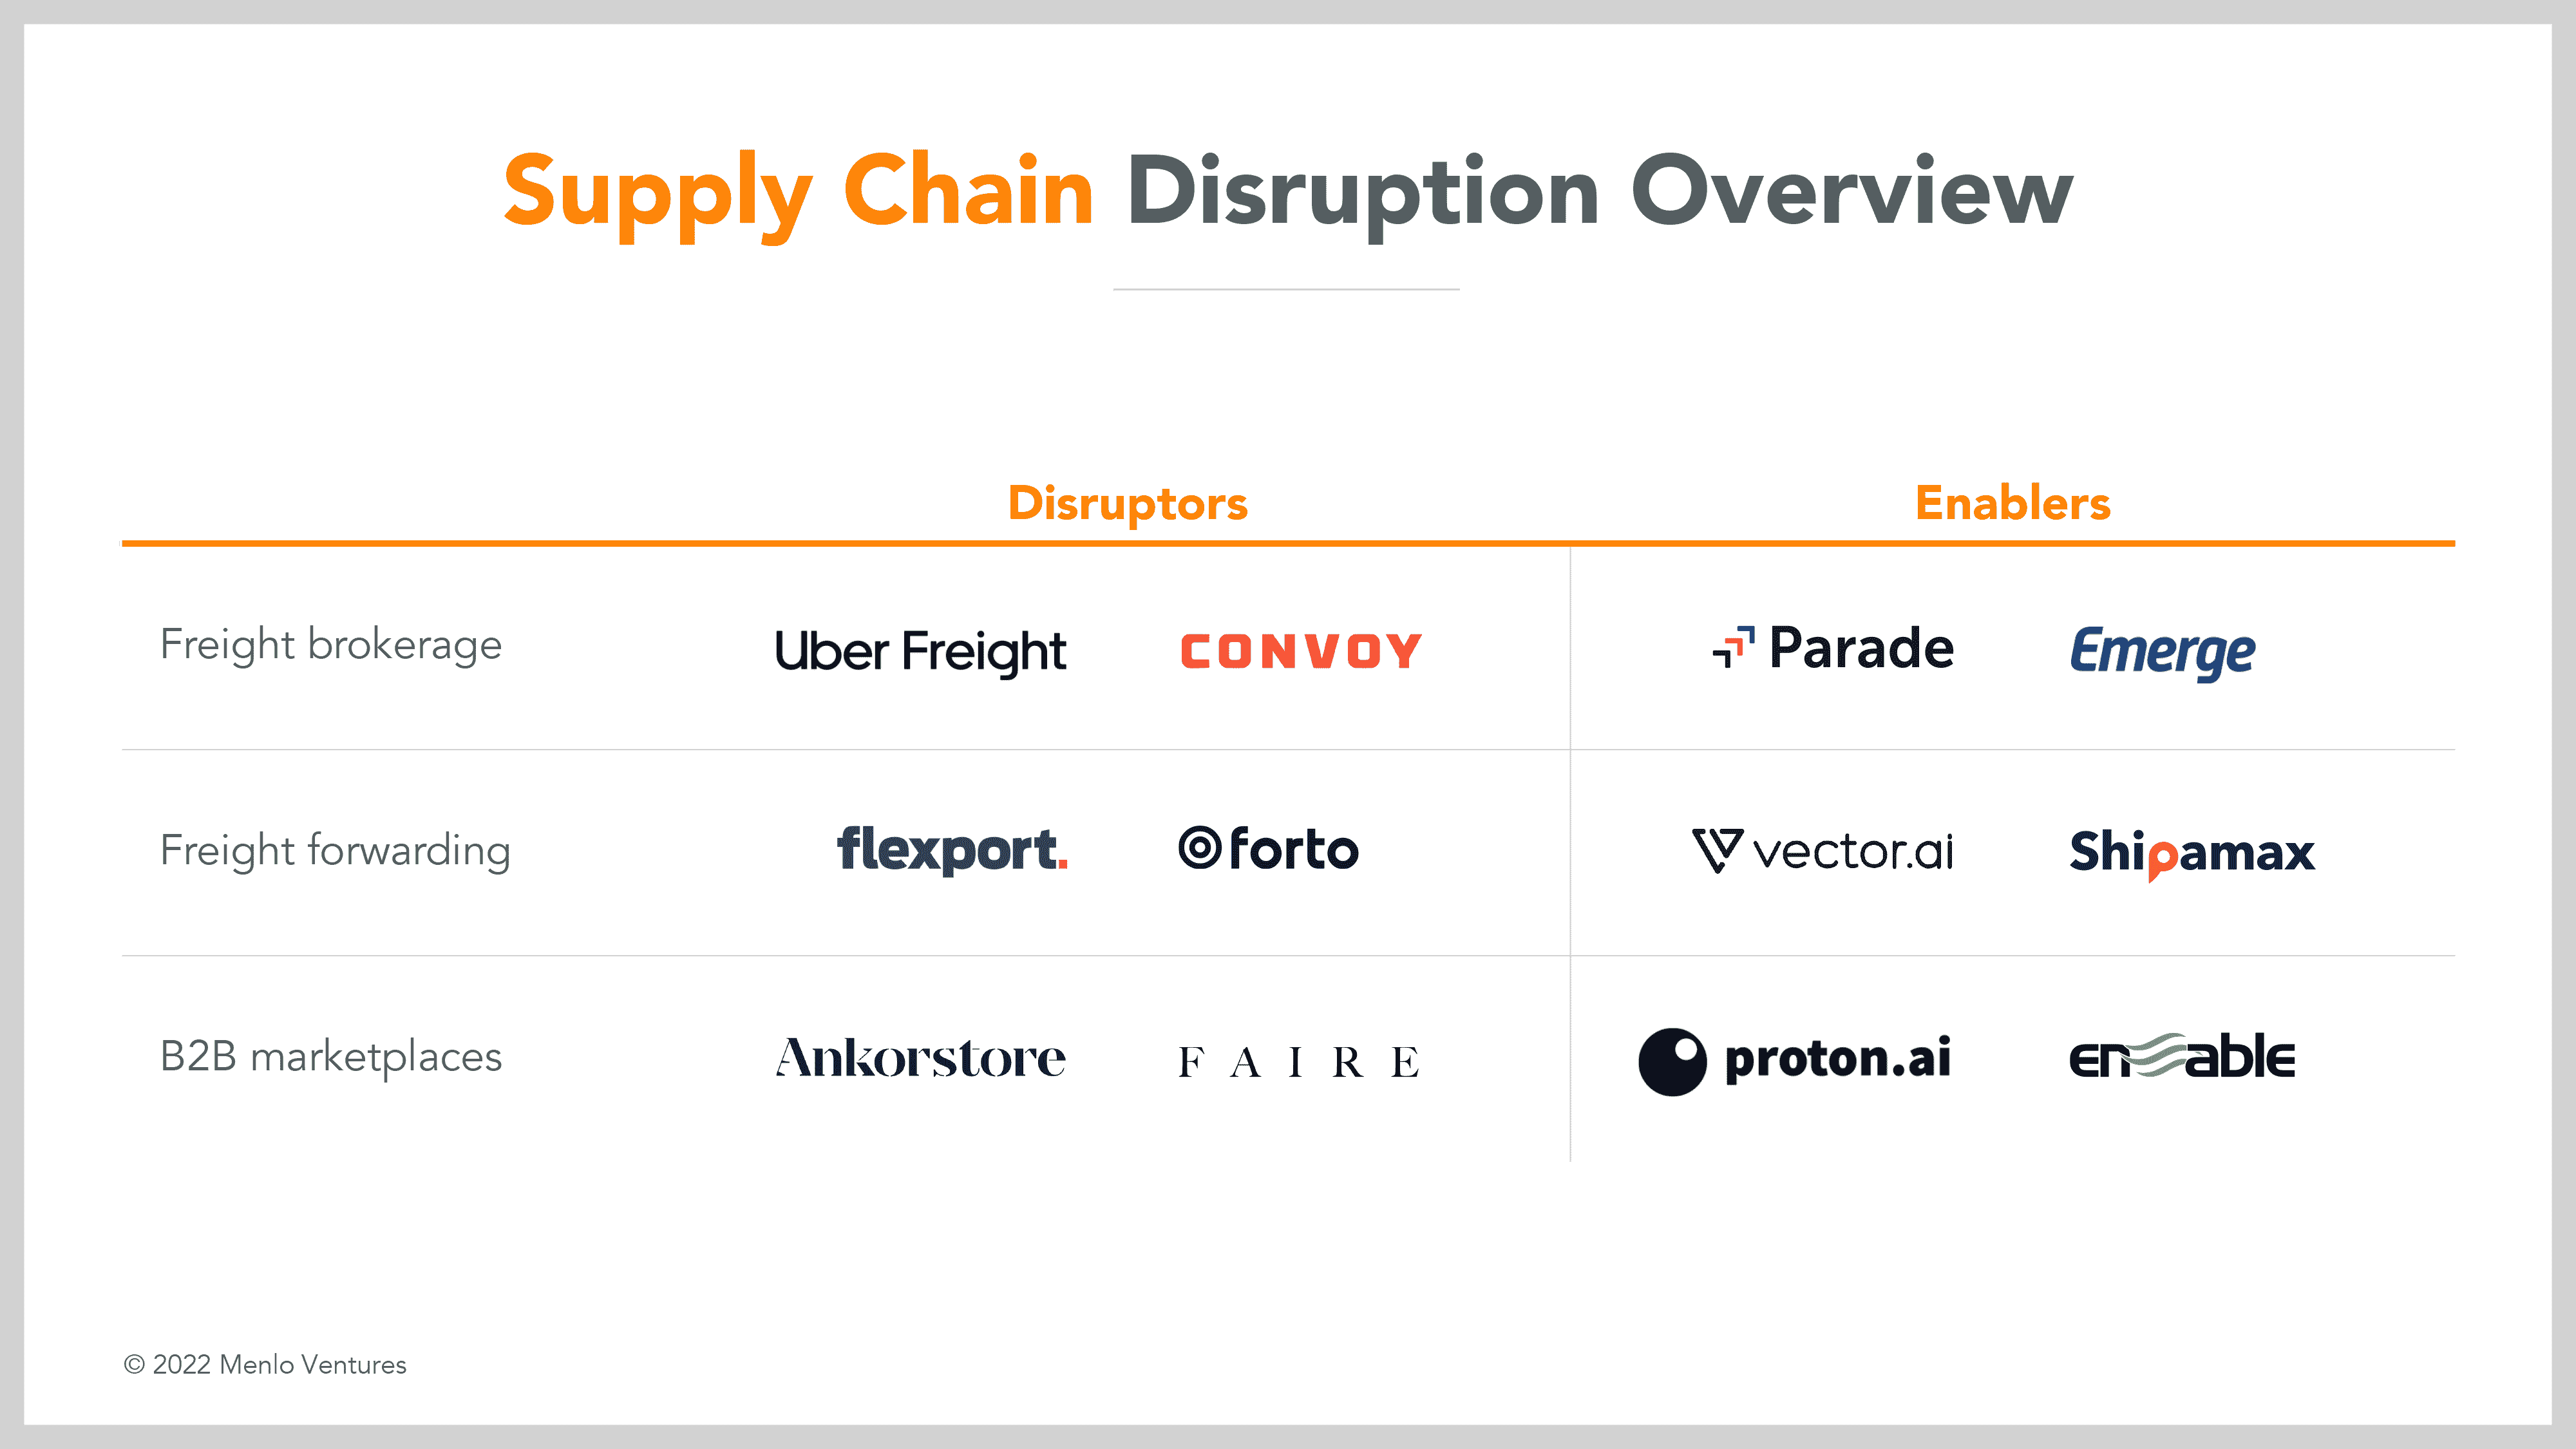 Supply Chain Disruption Overview
Disruptors Enablers
Freight brokerage Uber Freight CONVOY Parade Emerge
Freight forwarding flexport. forto vector.ai Shipamax
B2B marketplaces Ankorstore FAIRE proton.ai enable
© 2022 Menlo Ventures